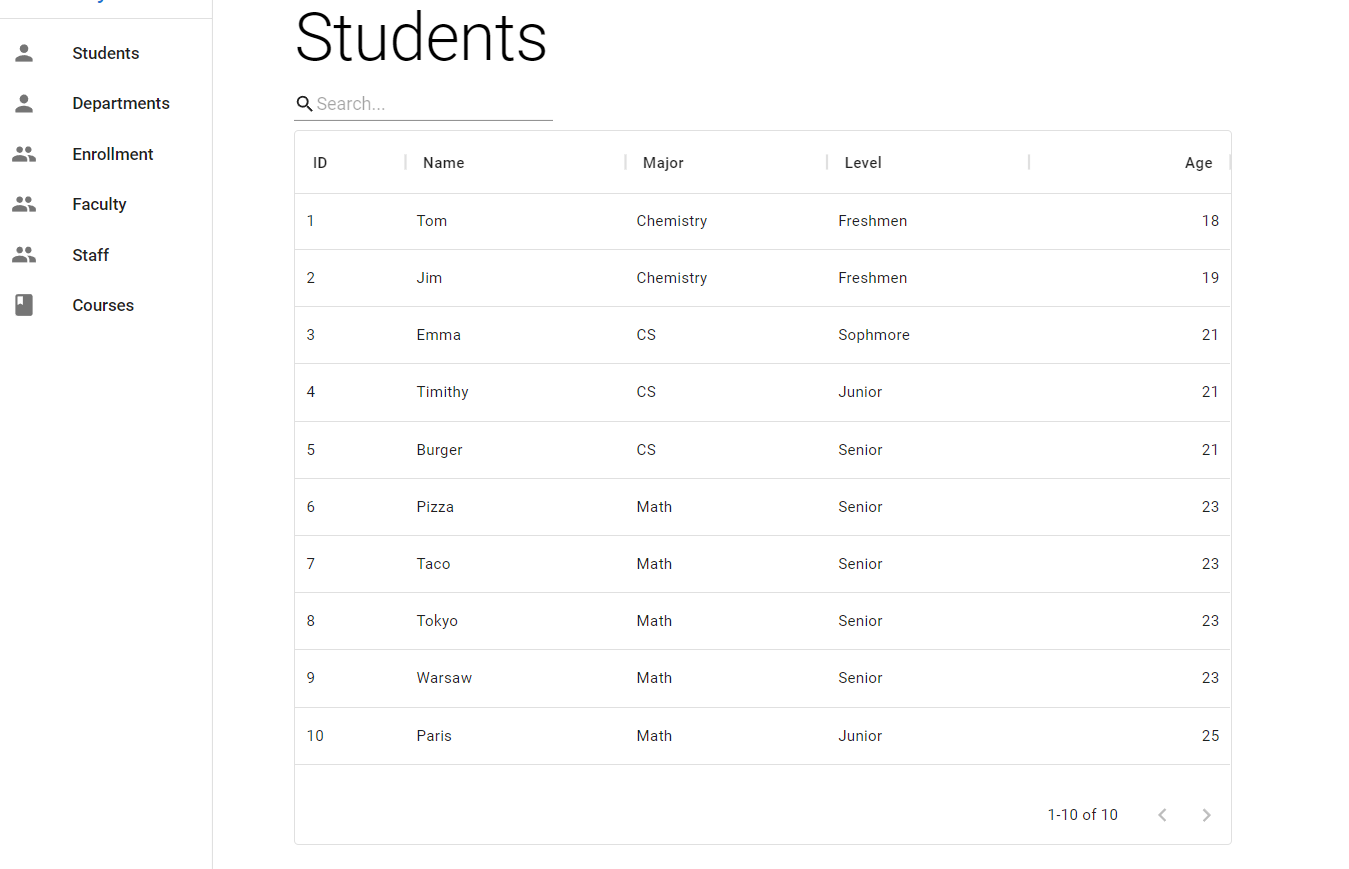 Students
Departments
Enrollment
Faculty
Staff
Courses
Students
Search...
ID Name Major Level Age
1 Tom Chemistry Freshmen 18
2 Jim Chemistry Freshmen 19
3 Emma CS Sophmore 21
4 Timithy CS Junior 21
5 Burger CS Senior 21
6 Pizza Math Senior 23
7 Taco Math Senior 23
8 Tokyo Math Senior 23
9 Warsaw Math Senior 23
10 Paris Math Junior 25
1-10 of 10